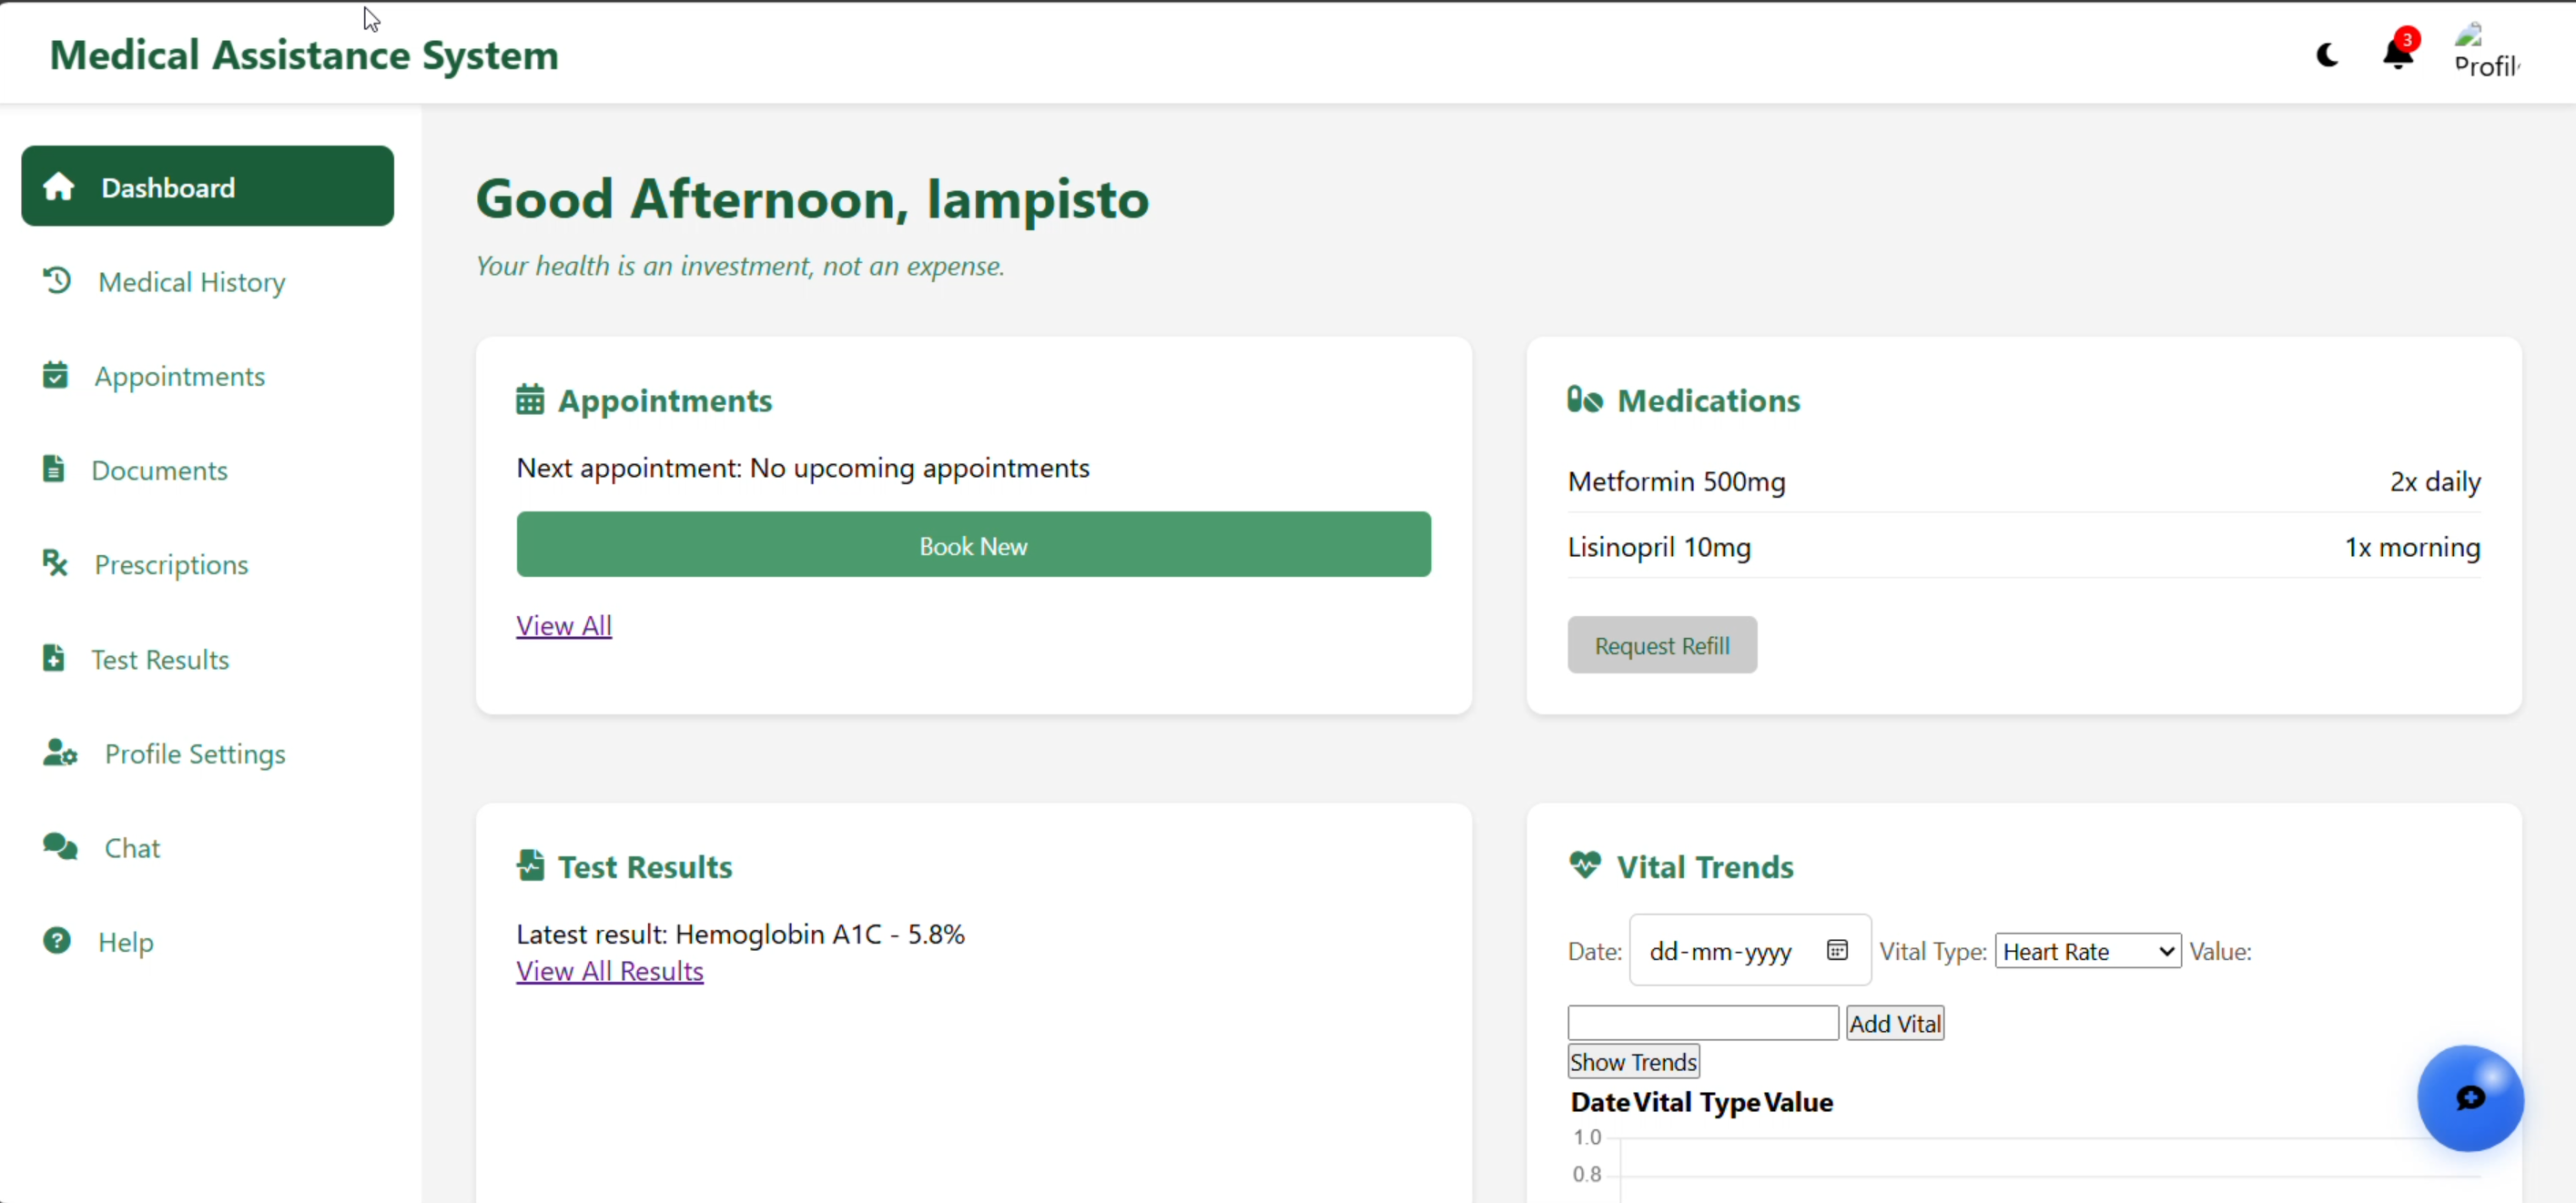 Medical Assistance System
3
Profil
Dashboard
Medical History
Appointments
Documents
Prescriptions
Test Results
Profile Settings
Chat
Help
Good Afternoon, lampisto
Your health is an investment, not an expense.
Appointments
Next appointment: No upcoming appointments
Book New
View All
Medications
Metformin 500mg 2x daily
Lisinopril 10mg 1x morning
Request Refill
Test Results
Latest result: Hemoglobin A1C - 5.8%
View All Results
Vital Trends
Date: dd-mm-yyyy Vital Type: Heart Rate Value:
Add Vital
Show Trends
Date Vital Type Value
1.0
0.8